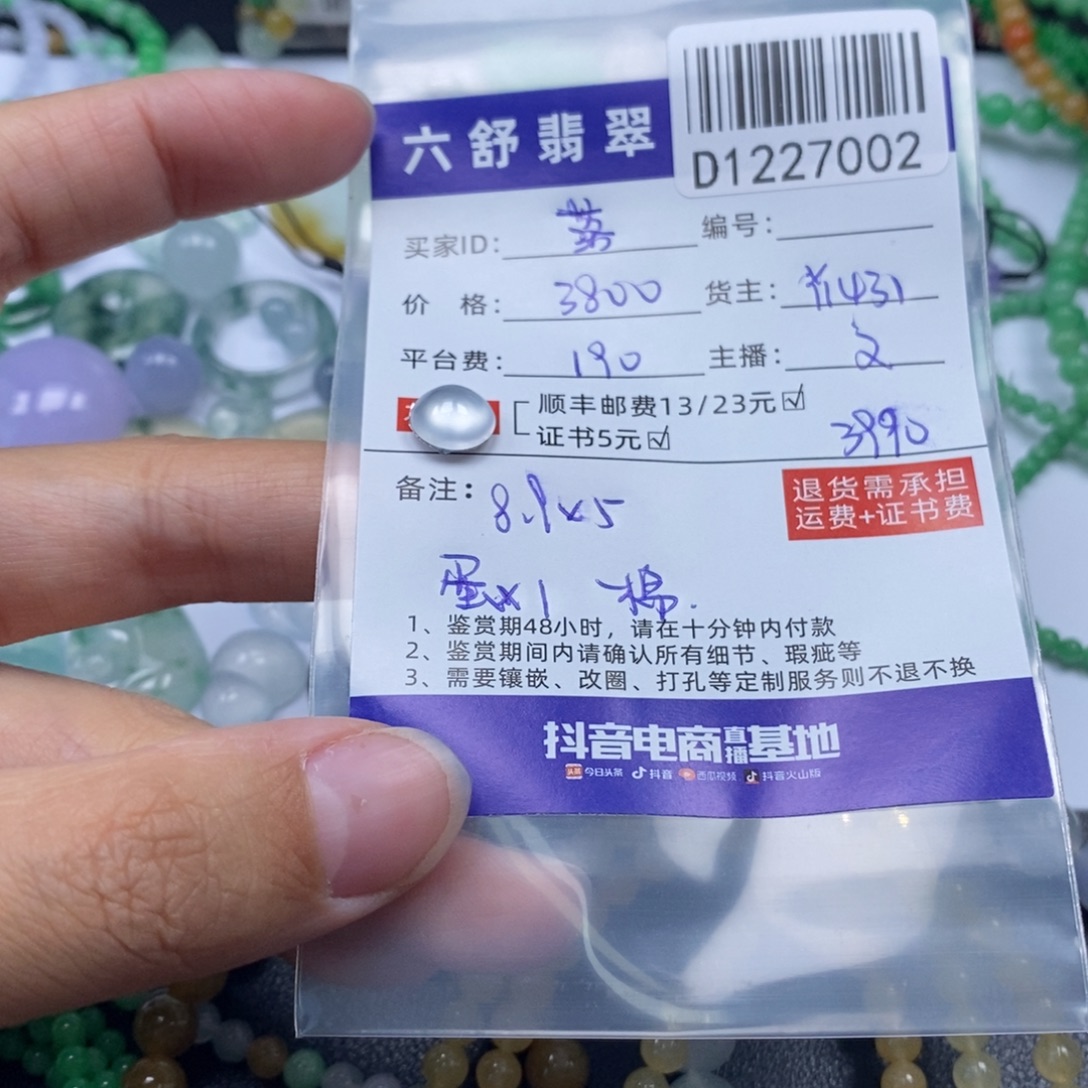 六舒翡翠
D1227002
买家ID: 编号:
价 格: 3800 货主: 1431
平台费: 190 主播: 文
顺丰邮费13/23元☑
证书5元☑ 3990
备注: 8.9x5
退货需承担
运费+证书费
蛋x1 棉.
1、鉴赏期48小时，请在十分钟内付款
2、鉴赏期间内请确认所有细节、瑕疵等
3、需要镶嵌、改圈、打孔等定制服务则不退不换
抖音电商直播基地
头条 今日头条 抖音 西瓜视频 抖音火山版